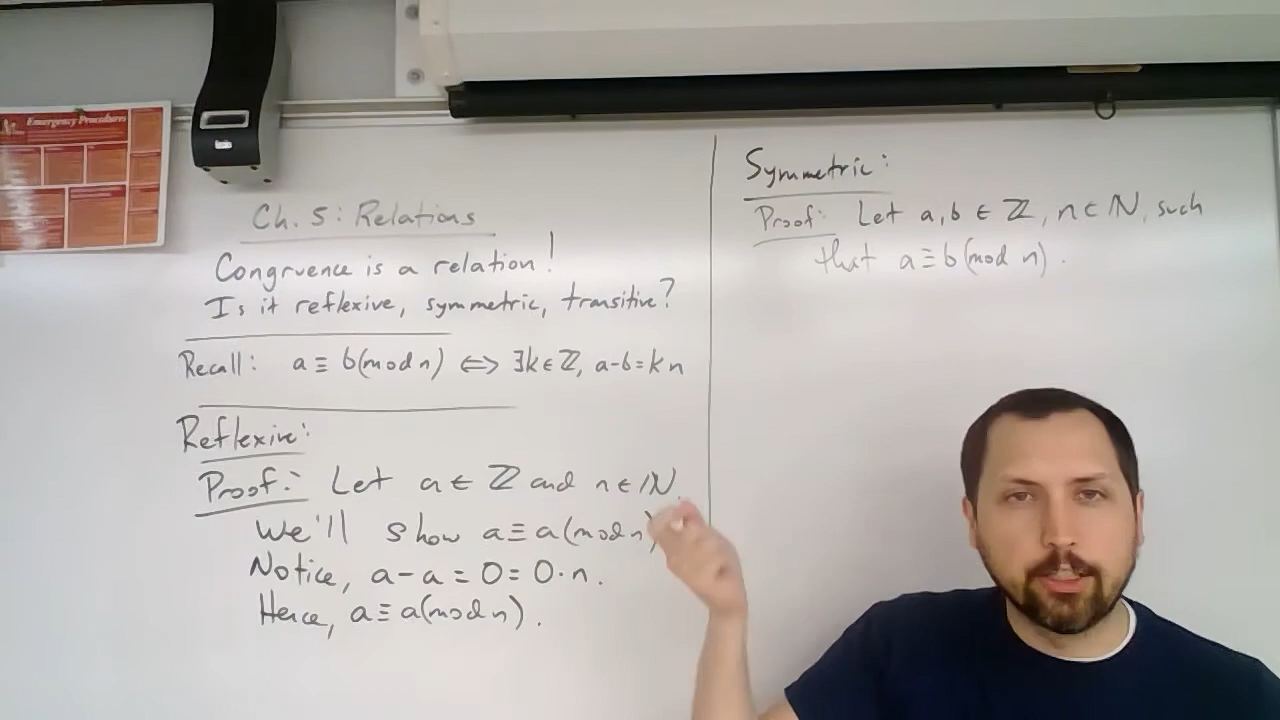 Emergency Procedures
Ch. 5: Relations
Congruence is a relation!
Is it reflexive, symmetric, transitive?
Recall: a ≡ b(mod n) ⇔ ∃k∈ℤ, a-b=kn
Reflexive:
Proof: Let a ∈ ℤ and n∈ℕ.
We'll show a≡a(mod n)
Notice, a-a=0=0·n.
Hence, a≡a(mod n).
Symmetric:
Proof: Let a,b ∈ ℤ, n∈ℕ, such
that a≡b(mod n).